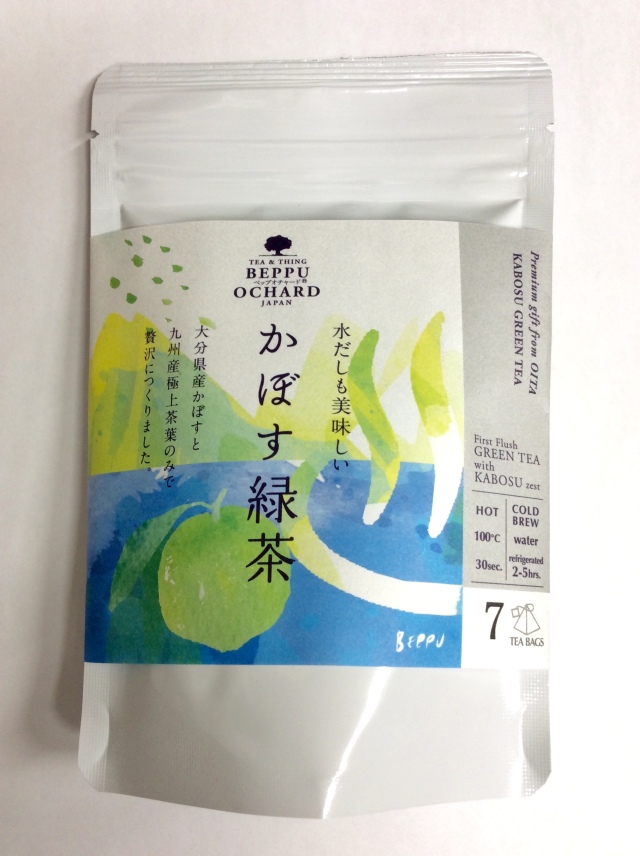 TEA & THING
BEPPU
ベップオチャード®
OCHARD
JAPAN
水だしも美味しい
かぼす緑茶
大分県産かぼすと
九州産極上茶葉のみで
贅沢につくりました。
BEPPU
Premium gift from OITA
KABOSU GREEN TEA
First Flush
GREEN TEA
with
KABOSU zest
HOT
100°C
30sec.
COLD
BREW
water
refrigerated
2-5hrs.
7
TEA BAGS